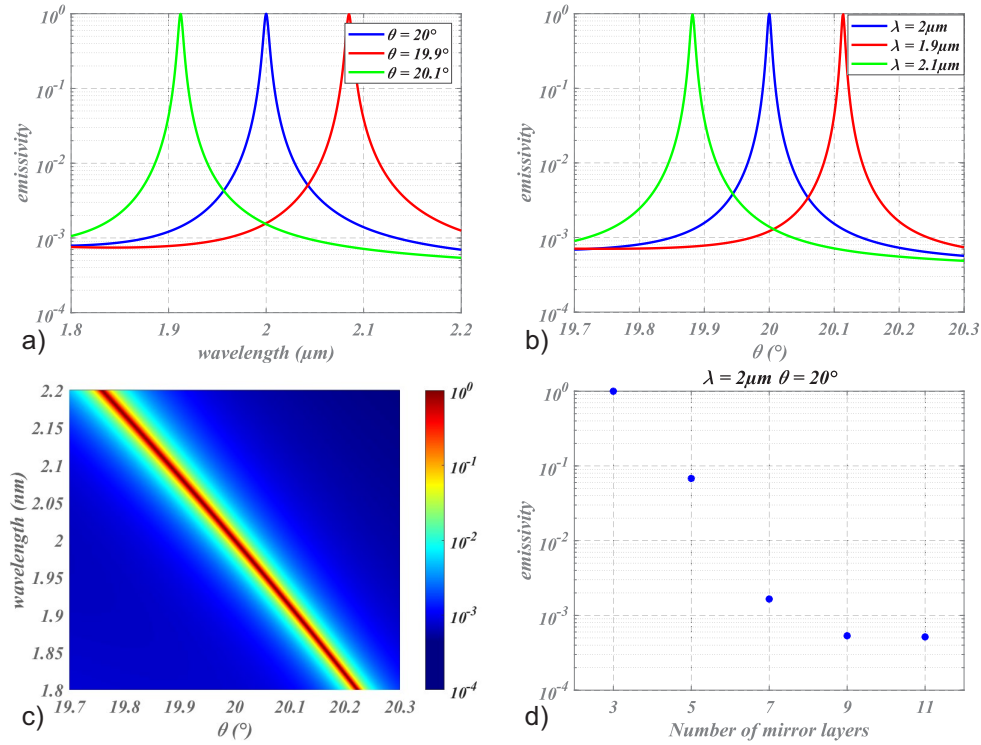 10^0
10^-1
10^-2
10^-3
10^-4
emissivity
θ = 20°
θ = 19.9°
θ = 20.1°
1.8 1.9 2 2.1 2.2
wavelength (µm)
a)
10^0
10^-1
10^-2
10^-3
10^-4
emissivity
λ = 2µm
λ = 1.9µm
λ = 2.1µm
19.7 19.8 19.9 20 20.1 20.2 20.3
θ (°)
b)
2.2
2.15
2.1
2.05
2
1.95
1.9
1.85
1.8
wavelength (nm)
19.7 19.8 19.9 20 20.1 20.2 20.3
θ (°)
c)
10^0
10^-1
10^-2
10^-3
10^-4
λ = 2µm θ = 20°
10^0
10^-1
10^-2
10^-3
10^-4
emissivity
3 5 7 9 11
Number of mirror layers
d)